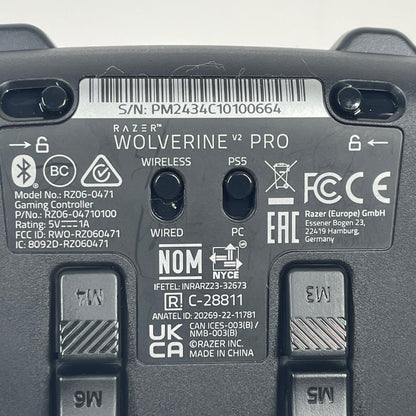 S/N: PM2434C10100664
RAZER™
WOLVERINE V2 PRO
WIRELESS PS5
BC
Model No.: RZ06-0471
Gaming Controller
P/No.: RZ06-04710100
Rating: 5V⎓1A
FCC ID: RWO-RZ060471
IC: 8092D-RZ060471
WIRED PC
FC CE
EAC
Razer (Europe) GmbH
Essener Bogen 23,
22419 Hamburg,
Germany
NOM
NYCE
IFETEL: INRARZ23-32673
R C-28811
ANATEL ID: 20269-22-11781
UK
CA
CAN ICES-003(B) /
NMB-003(B)
©RAZER INC.
MADE IN CHINA
M4
M3
M6
M5